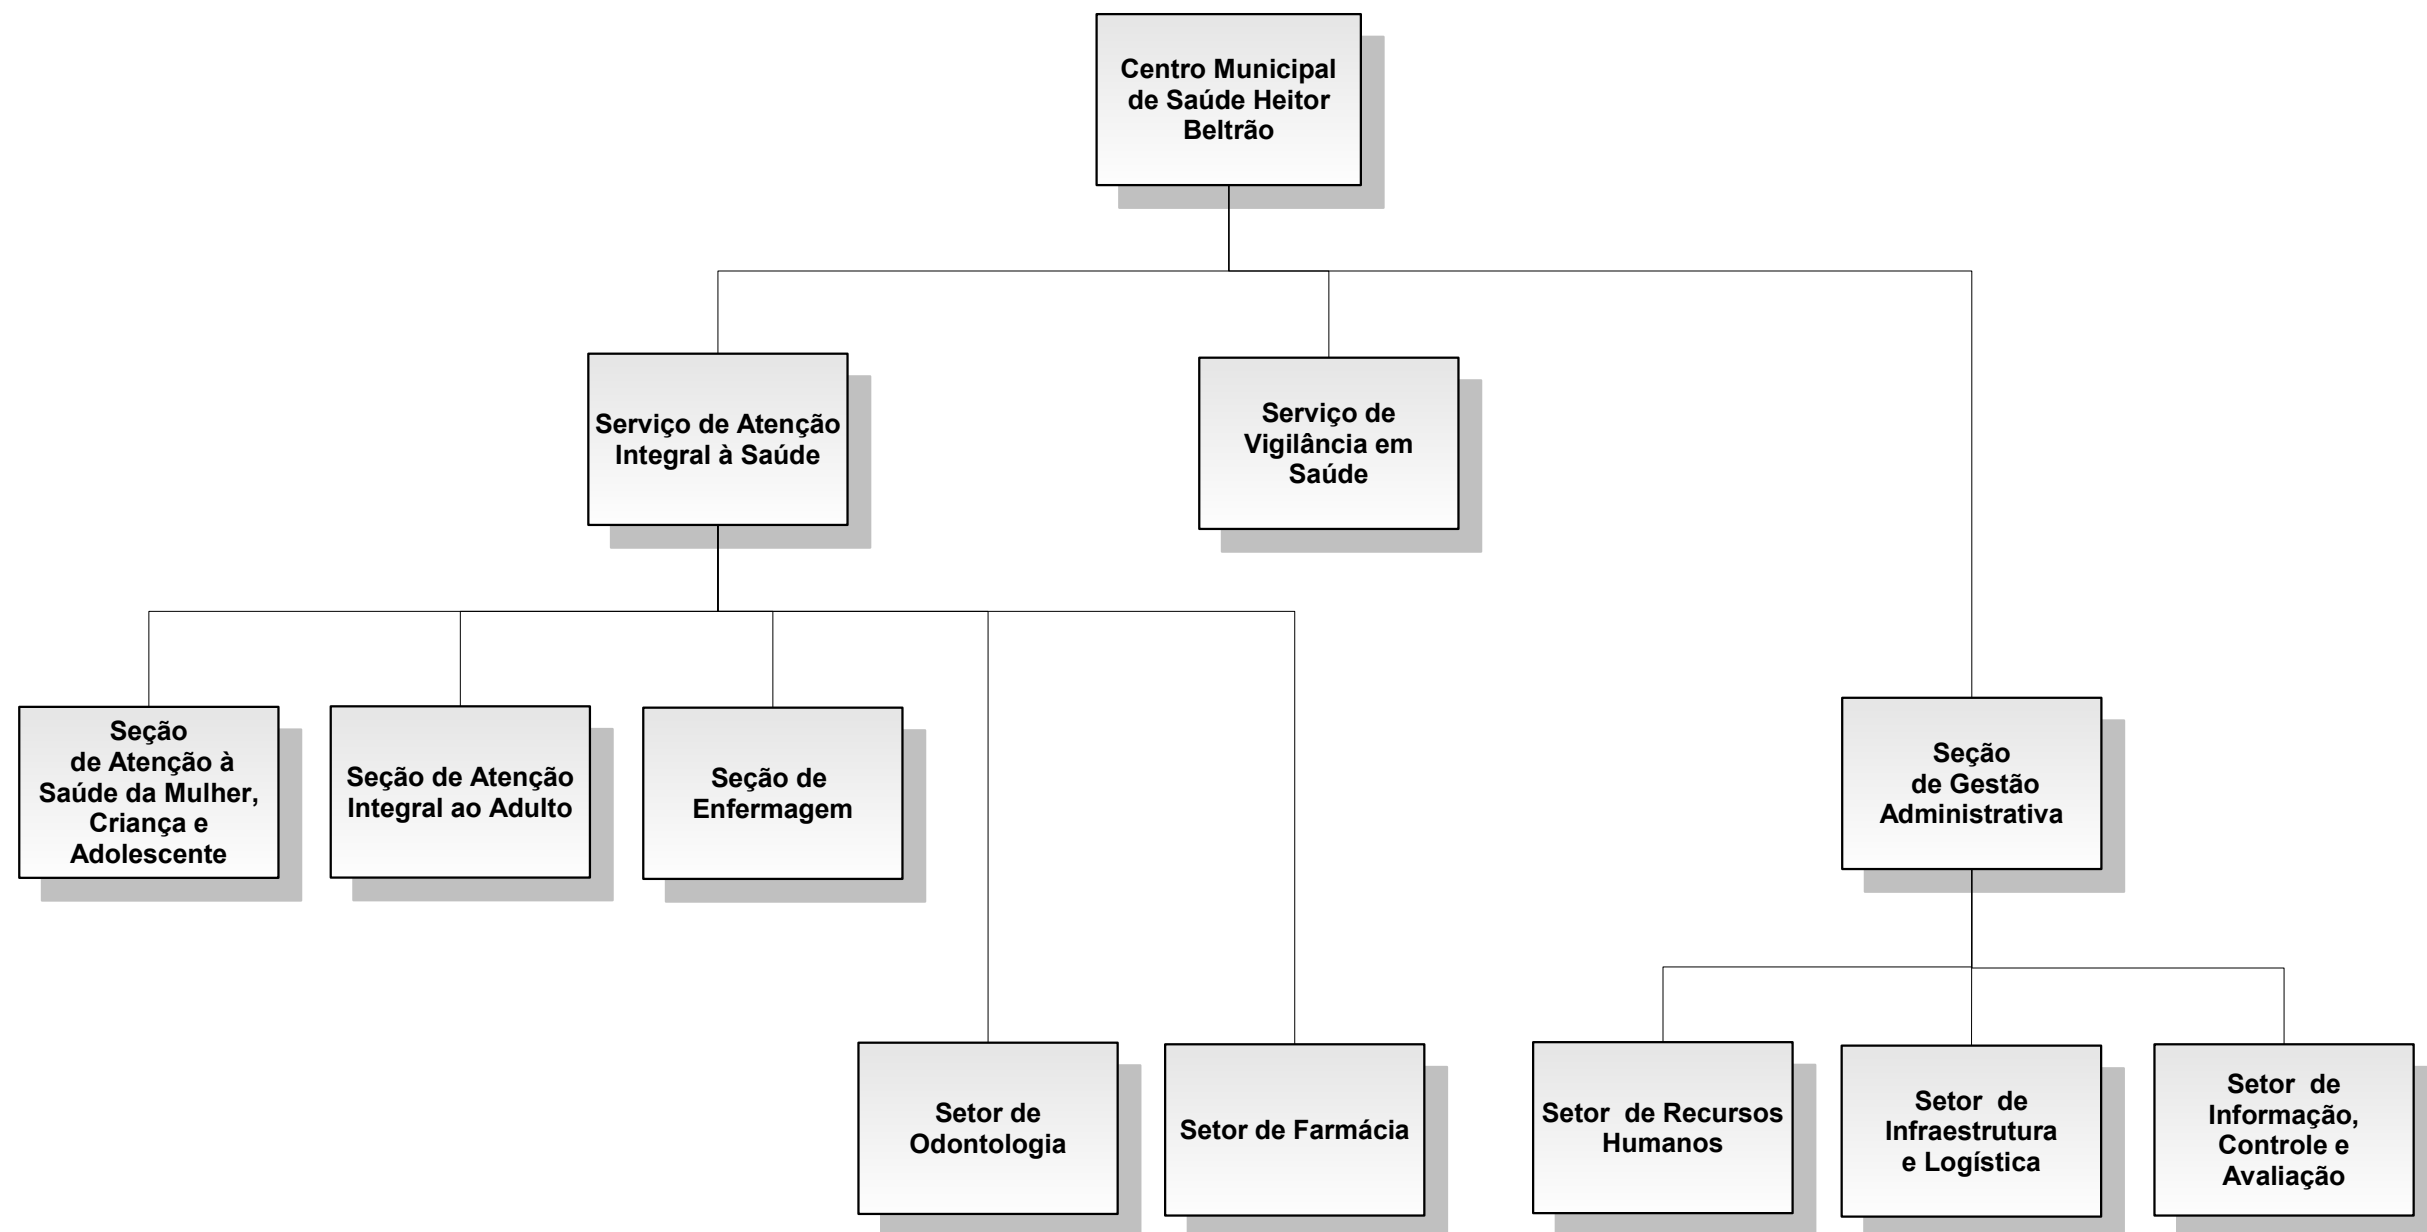 Centro Municipal
de Saúde Heitor
Beltrão
Serviço de Atenção
Integral à Saúde
Serviço de
Vigilância em
Saúde
Seção
de Atenção à
Saúde da Mulher,
Criança e
Adolescente
Seção de Atenção
Integral ao Adulto
Seção de
Enfermagem
Seção
de Gestão
Administrativa
Setor de
Odontologia
Setor de Farmácia
Setor  de Recursos
Humanos
Setor  de
Infraestrutura
e Logística
Setor  de
Informação,
Controle e
Avaliação